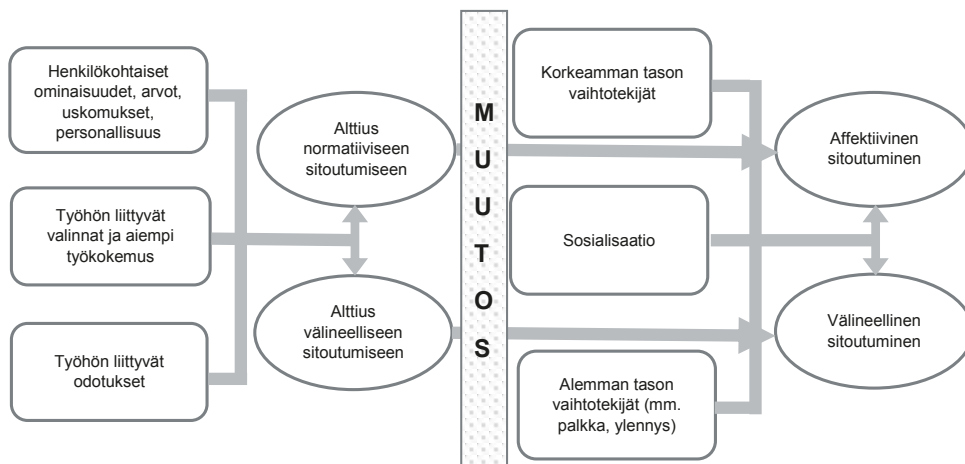 Henkilökohtaiset
ominaisuudet, arvot,
uskomukset,
personallisuus
Työhön liittyvät
valinnat ja aiempi
työkokemus
Työhön liittyvät
odotukset
Alttius
normatiiviseen
sitoutumiseen
Alttius
välineelliseen
sitoutumiseen
M
U
U
T
O
S
Korkeamman tason
vaihtotekijät
Sosialisaatio
Alemman tason
vaihtotekijät (mm.
palkka, ylennys)
Affektiivinen
sitoutuminen
Välineellinen
sitoutuminen